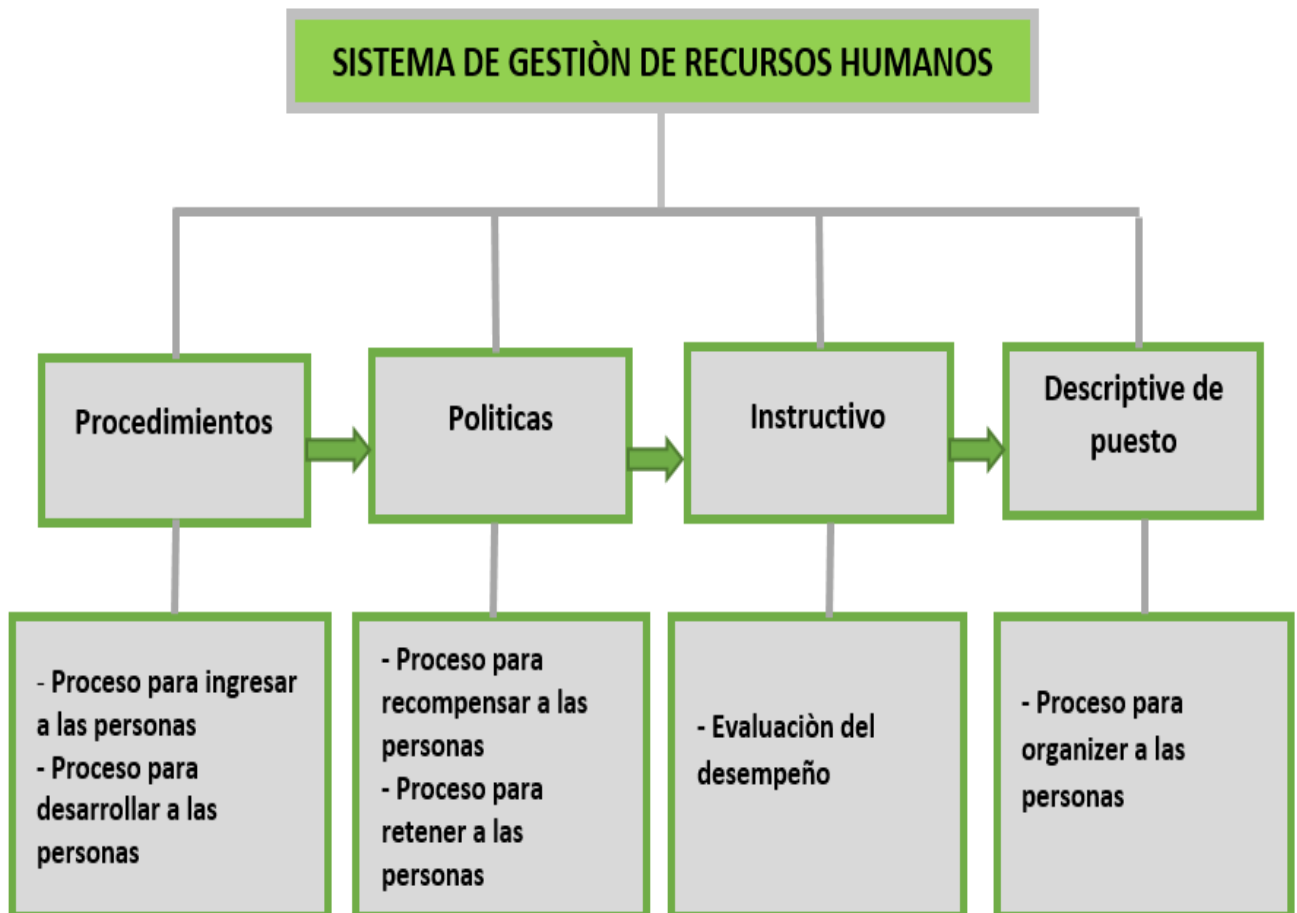 SISTEMA DE GESTIÒN DE RECURSOS HUMANOS
Procedimientos
Politicas
Instructivo
Descriptive de
puesto
- Proceso para ingresar
a las personas
- Proceso para
desarrollar a las
personas
- Proceso para
recompensar a las
personas
- Proceso para
retener a las
personas
- Evaluaciòn del
desempeño
- Proceso para
organizer a las
personas